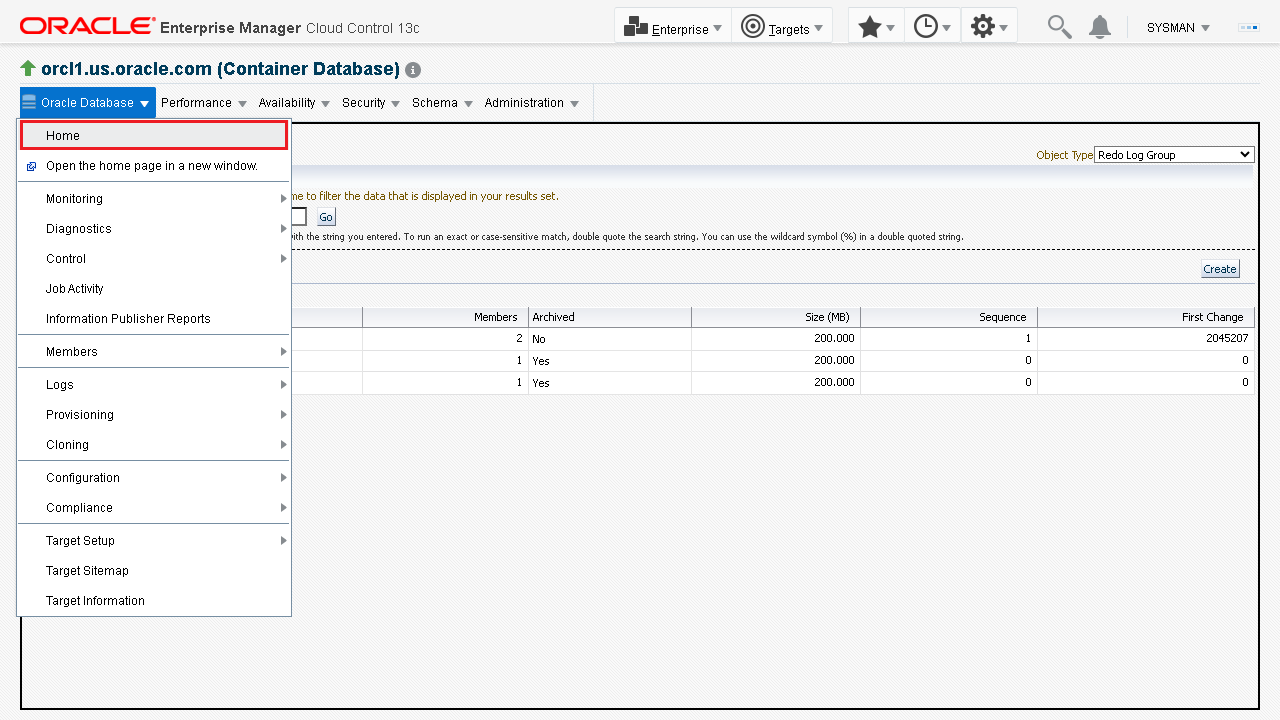 ORACLE® Enterprise Manager Cloud Control 13c
Enterprise
Targets
SYSMAN
orcl1.us.oracle.com (Container Database)
Oracle Database Performance Availability Security Schema Administration
Home
Open the home page in a new window.
Monitoring
Diagnostics
Control
Job Activity
Information Publisher Reports
Members
Logs
Provisioning
Cloning
Configuration
Compliance
Target Setup
Target Sitemap
Target Information
Object Type Redo Log Group
me to filter the data that is displayed in your results set.
Go
with the string you entered. To run an exact or case-sensitive match, double quote the search string. You can use the wildcard symbol (%) in a double quoted string.
Create
Members Archived Size (MB) Sequence First Change
2 No 200.000 1 2045207
1 Yes 200.000 0 0
1 Yes 200.000 0 0